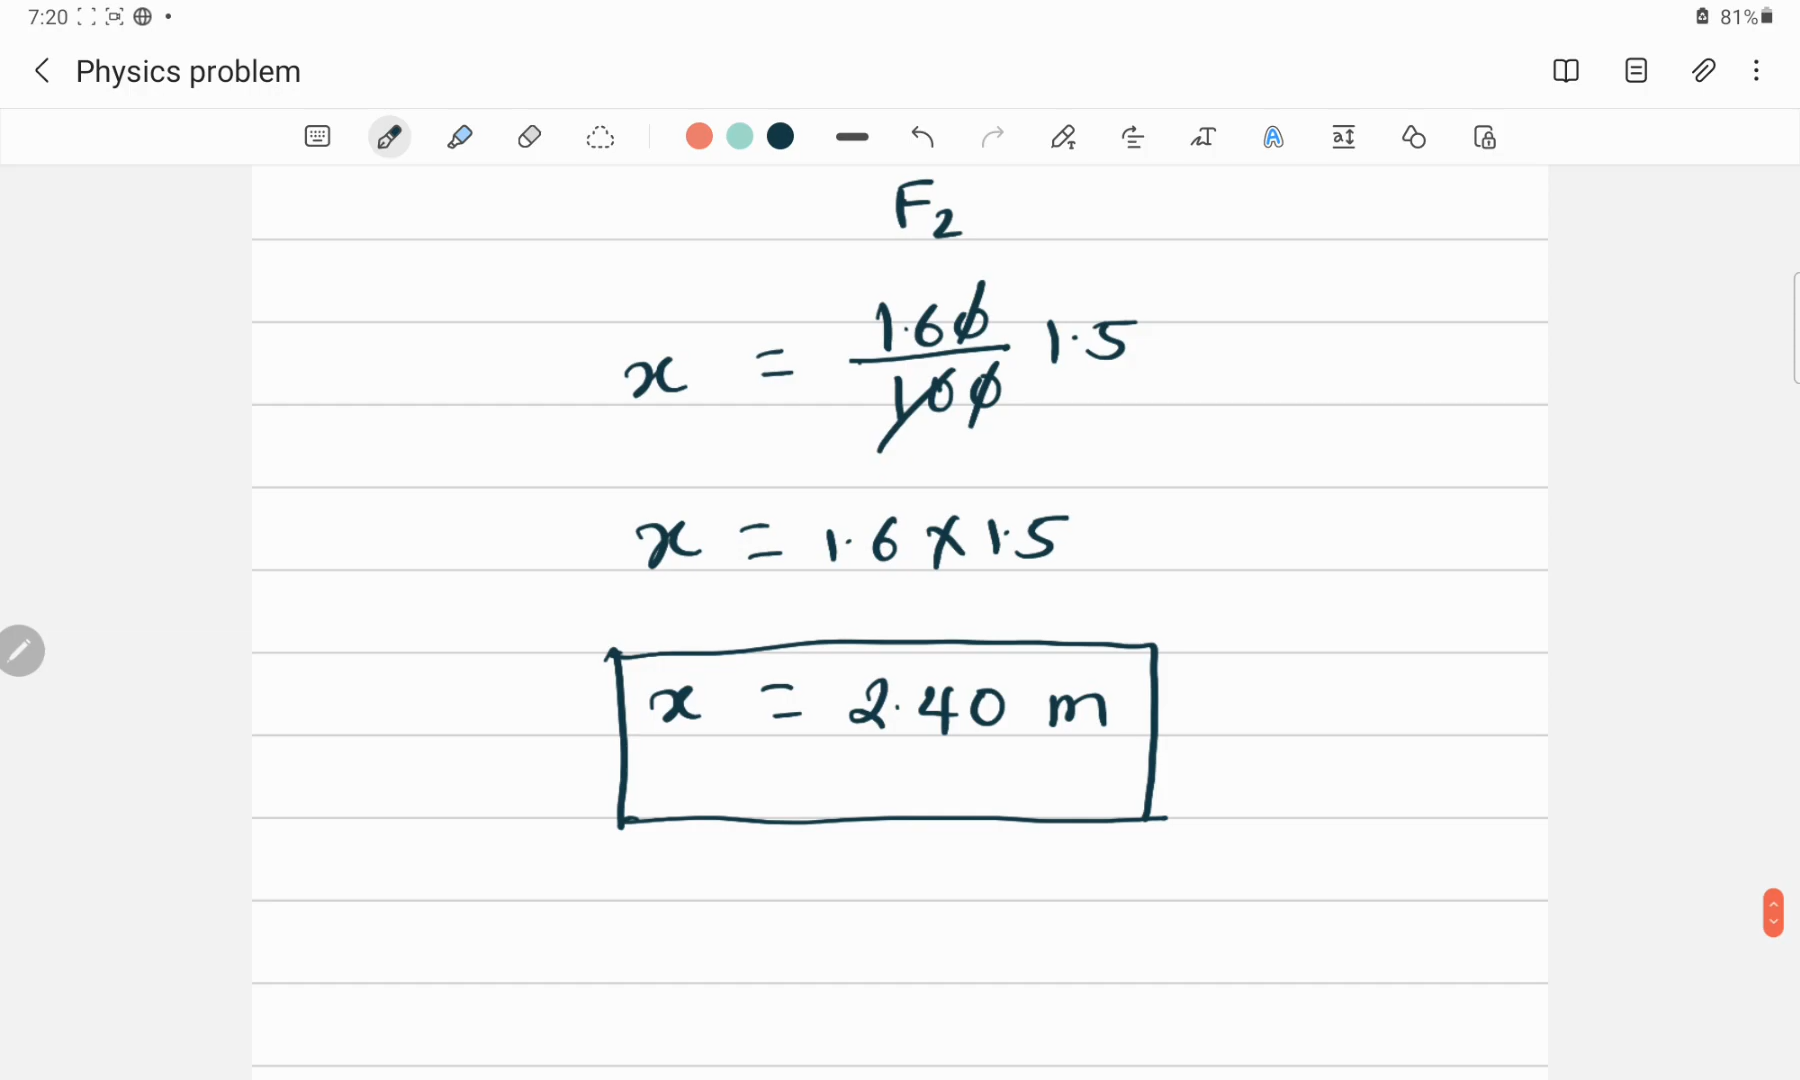 7:20
81%
Physics problem
F₂
1.60
x = ― 1.5
100
x = 1.6 × 1.5
x = 2.40 m